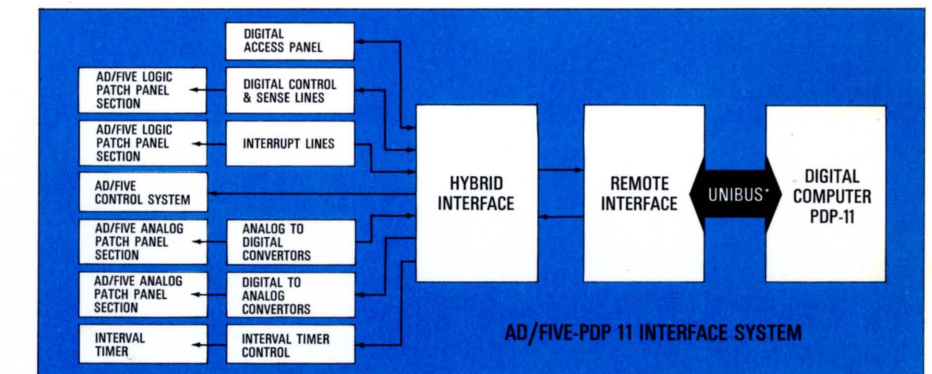 DIGITAL
ACCESS PANEL
AD/FIVE LOGIC
PATCH PANEL
SECTION
DIGITAL CONTROL
& SENSE LINES
AD/FIVE LOGIC
PATCH PANEL
SECTION
INTERRUPT LINES
AD/FIVE
CONTROL SYSTEM
AD/FIVE ANALOG
PATCH PANEL
SECTION
ANALOG TO
DIGITAL
CONVERTORS
AD/FIVE ANALOG
PATCH PANEL
SECTION
DIGITAL TO
ANALOG
CONVERTORS
INTERVAL
TIMER
INTERVAL TIMER
CONTROL
HYBRID
INTERFACE
REMOTE
INTERFACE
UNIBUS*
DIGITAL
COMPUTER
PDP-11
AD/FIVE-PDP 11 INTERFACE SYSTEM